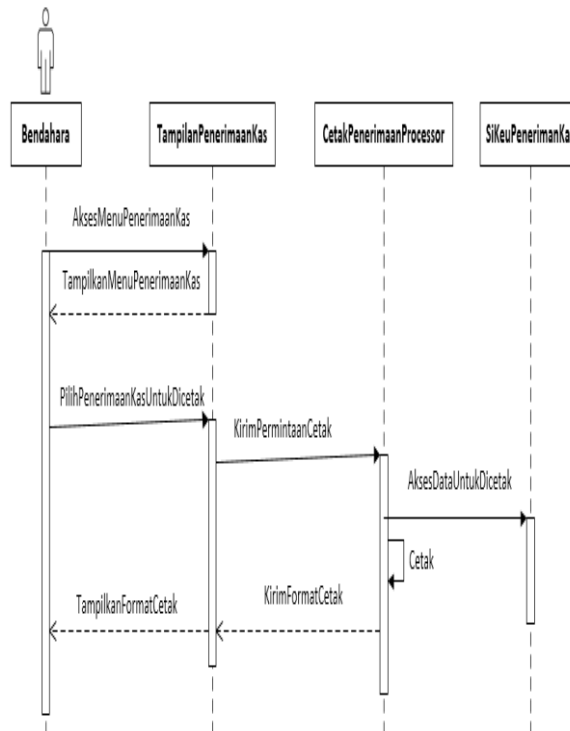 Bendahara
TampilanPenerimaanKas
CetakPenerimaanProcessor
SiKeuPenerimanKa
AksesMenuPenerimaanKas
TampilkanMenuPenerimaanKas
PilihPenerimaanKasUntukDicetak
KirimPermintaanCetak
AksesDataUntukDicetak
Cetak
KirimFormatCetak
TampilkanFormatCetak